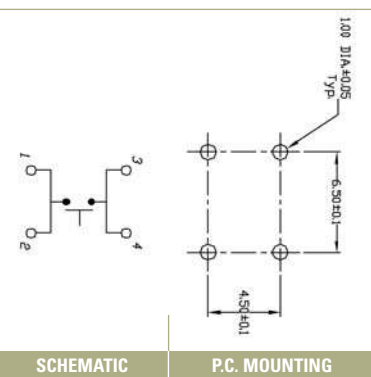 1.00 DIA.±0.05
Typ.
6.50±0.1
4.50±0.1
1
3
2
4
SCHEMATIC
P.C. MOUNTING